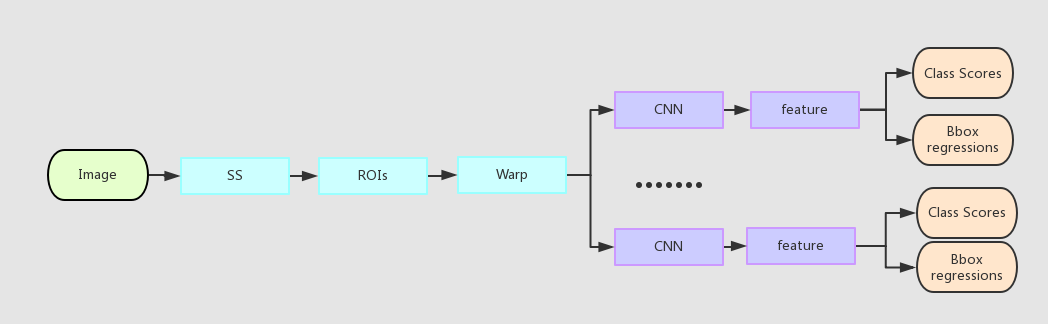 Image
SS
ROIs
Warp
CNN
feature
Class Scores
Bbox
regressions
CNN
feature
Class Scores
Bbox
regressions